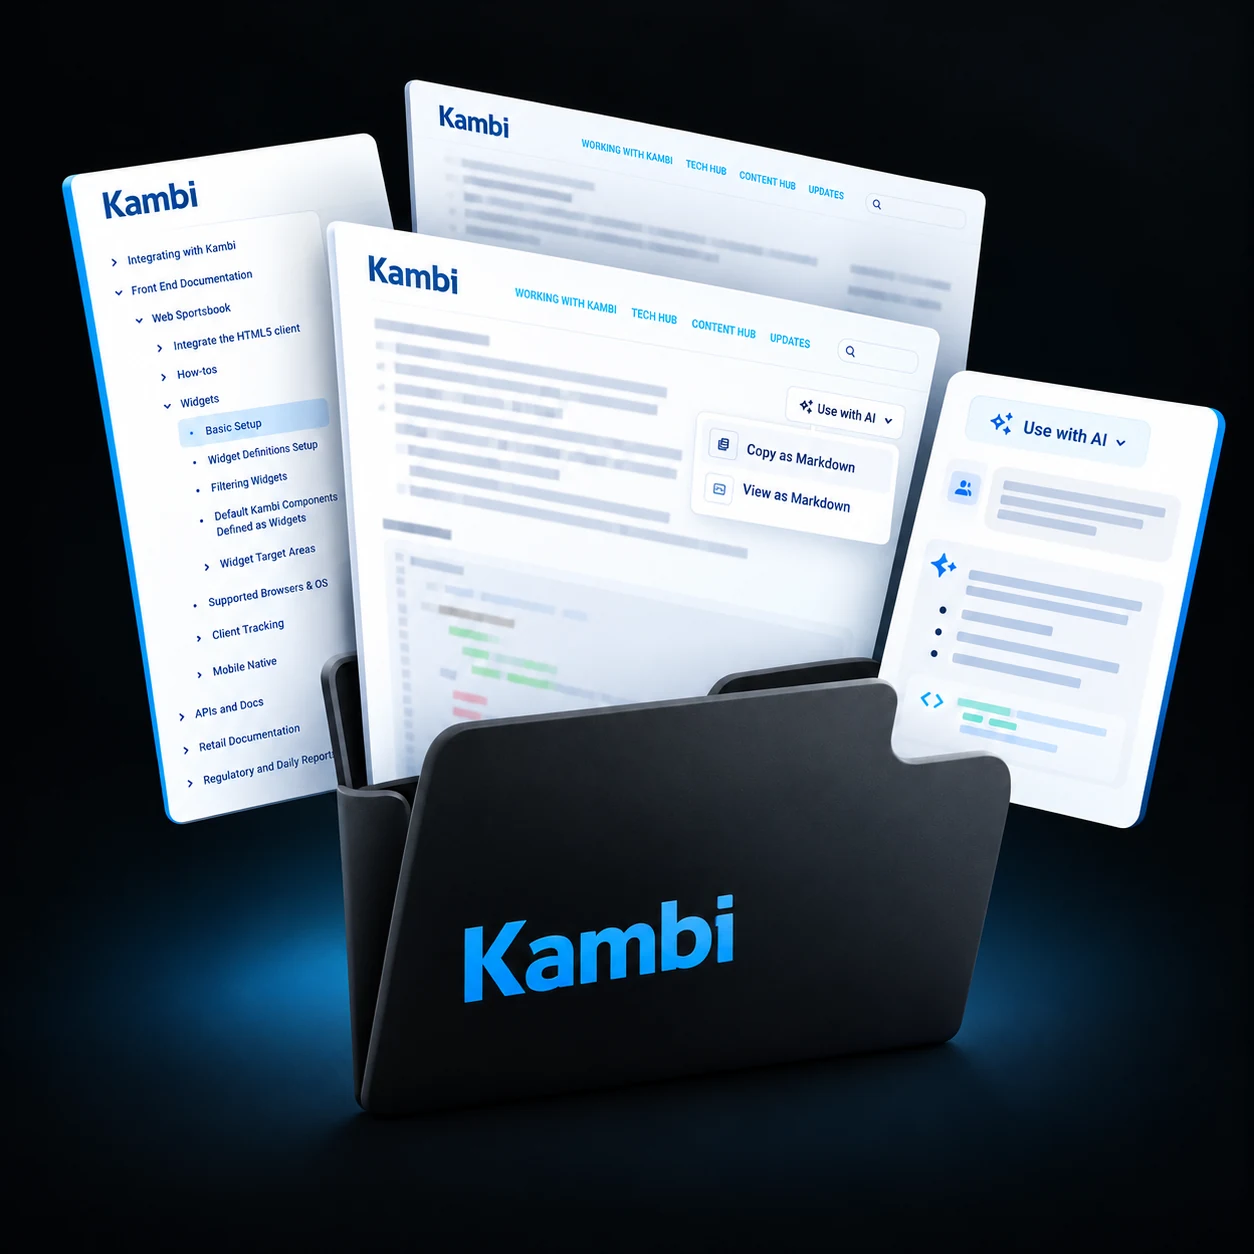 Kambi
WORKING WITH KAMBI TECH HUB CONTENT HUB UPDATES
Kambi
Integrating with Kambi
Front End Documentation
Web Sportsbook
Integrate the HTML5 client
How-tos
Widgets
Basic Setup
Widget Definitions Setup
Filtering Widgets
Default Kambi Components
Defined as Widgets
Widget Target Areas
Supported Browsers & OS
Client Tracking
Mobile Native
APIs and Docs
Retail Documentation
Regulatory and Daily Reports
Kambi
WORKING WITH KAMBI TECH HUB CONTENT HUB UPDATES
Use with AI
Copy as Markdown
View as Markdown
Use with AI
Kambi